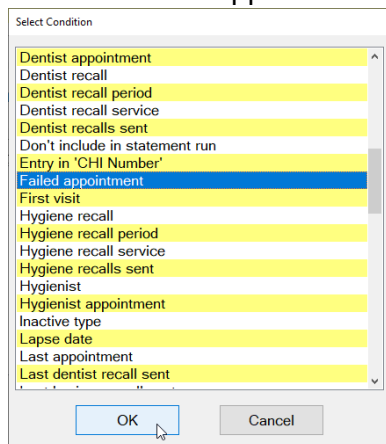 Select Condition
Dentist appointment
Dentist recall
Dentist recall period
Dentist recall service
Dentist recalls sent
Don't include in statement run
Entry in 'CHI Number'
Failed appointment
First visit
Hygiene recall
Hygiene recall period
Hygiene recall service
Hygiene recalls sent
Hygienist
Hygienist appointment
Inactive type
Lapse date
Last appointment
Last dentist recall sent
OK Cancel